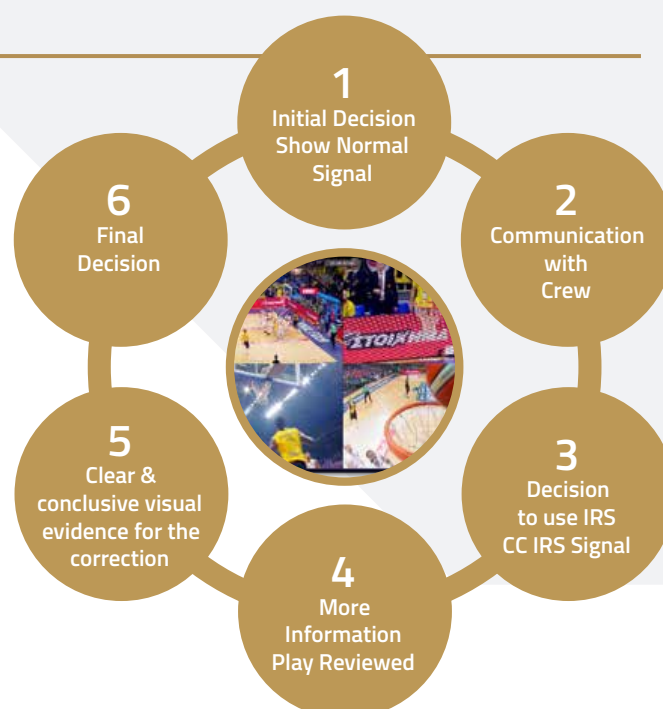 1
Initial Decision
Show Normal
Signal
2
Communication
with
Crew
3
Decision
to use IRS
CC IRS Signal
4
More
Information
Play Reviewed
5
Clear &
conclusive visual
evidence for the
correction
6
Final
Decision